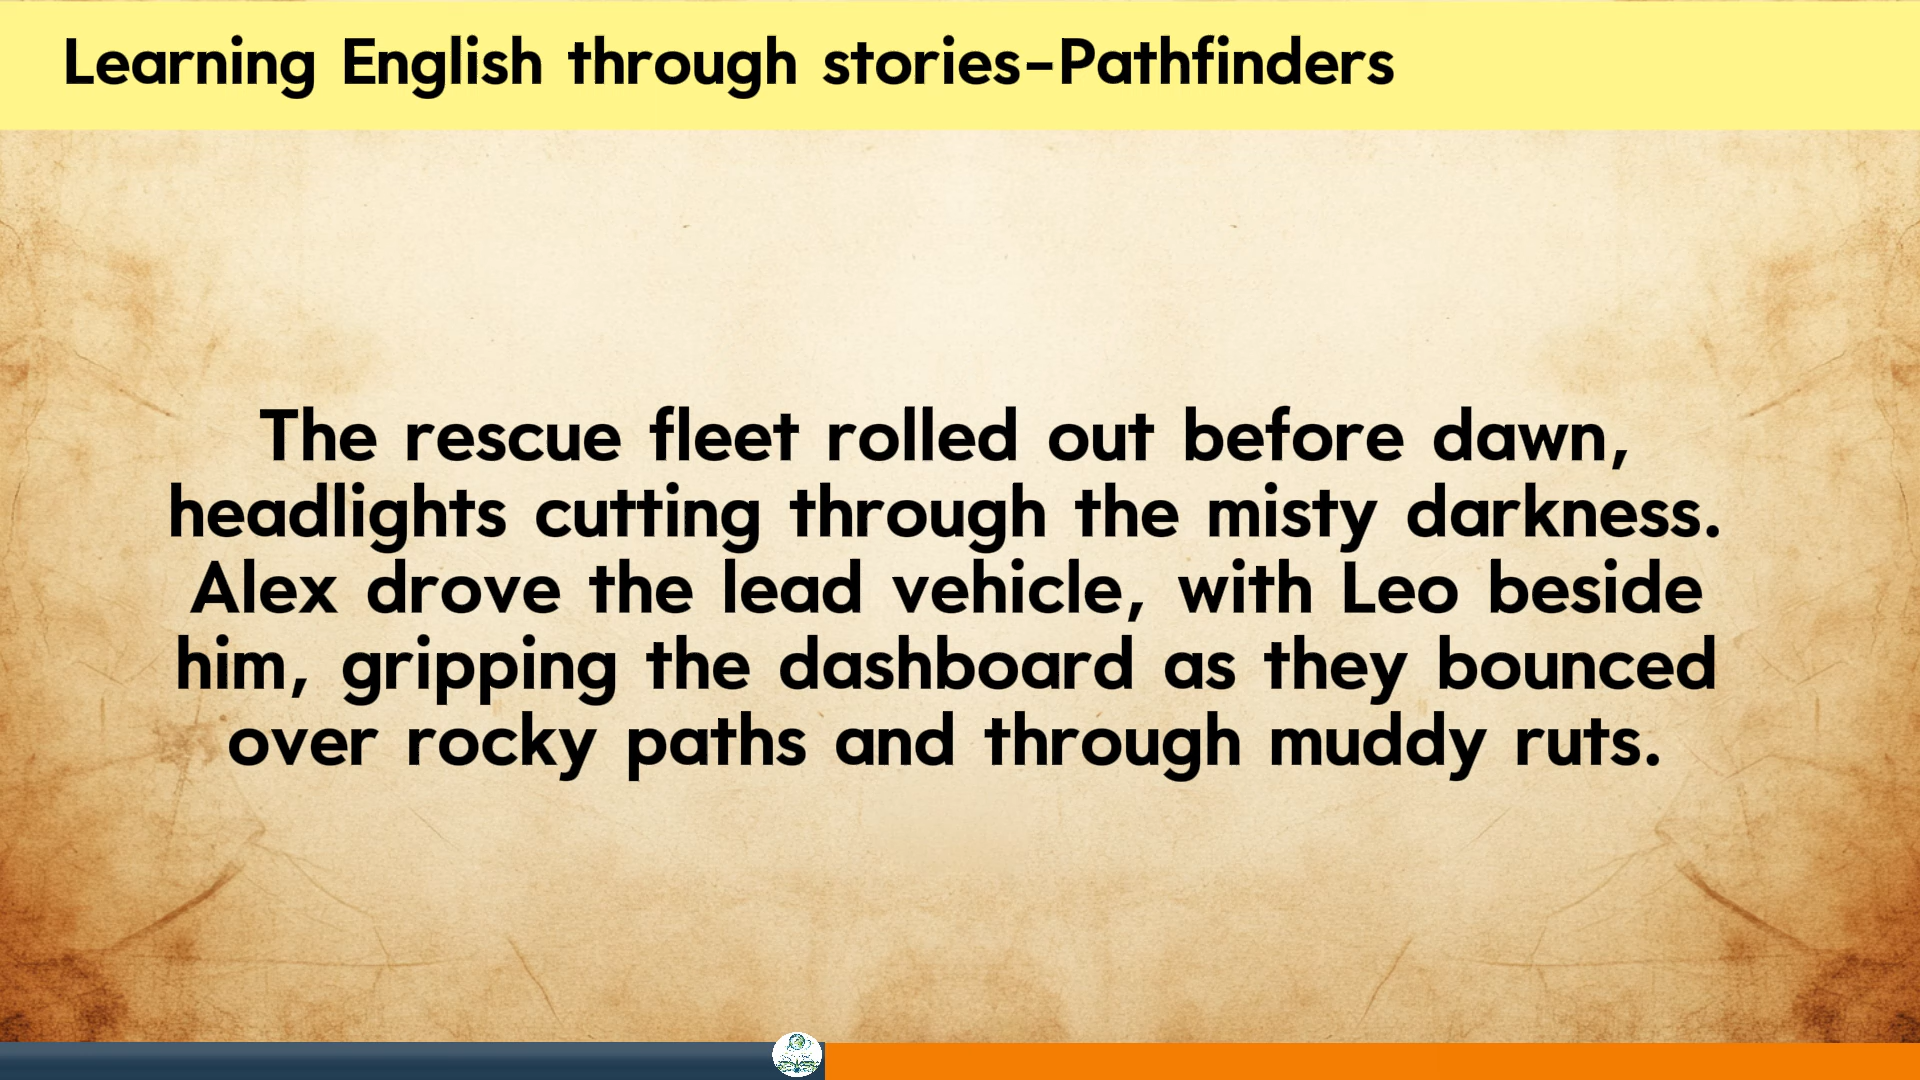 Learning English through stories-Pathfinders
The rescue fleet rolled out before dawn,
headlights cutting through the misty darkness.
Alex drove the lead vehicle, with Leo beside
him, gripping the dashboard as they bounced
over rocky paths and through muddy ruts.